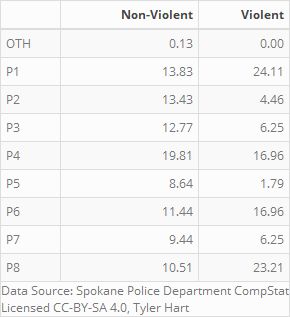 Non-Violent Violent
OTH 0.13 0.00
P1 13.83 24.11
P2 13.43 4.46
P3 12.77 6.25
P4 19.81 16.96
P5 8.64 1.79
P6 11.44 16.96
P7 9.44 6.25
P8 10.51 23.21
Data Source: Spokane Police Department CompStat
Licensed CC-BY-SA 4.0, Tyler Hart